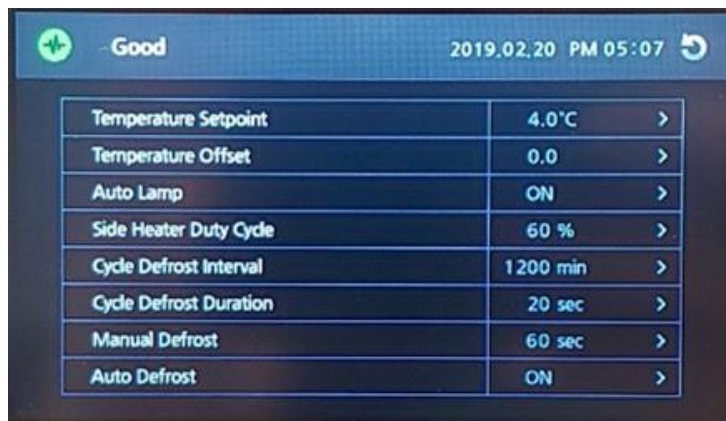 Good 2019.02.20 PM 05:07
Temperature Setpoint 4.0°C >
Temperature Offset 0.0 >
Auto Lamp ON >
Side Heater Duty Cycle 60 % >
Cycle Defrost Interval 1200 min >
Cycle Defrost Duration 20 sec >
Manual Defrost 60 sec >
Auto Defrost ON >